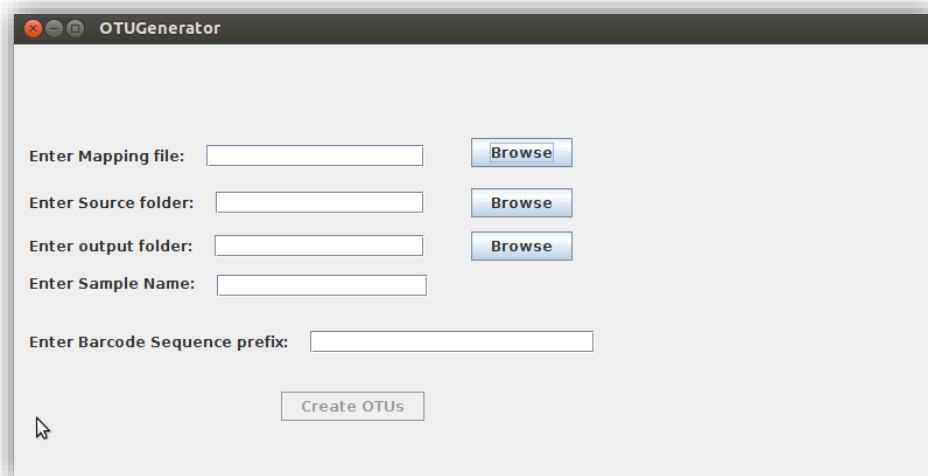 OTUGenerator
Enter Mapping file: Browse
Enter Source folder: Browse
Enter output folder: Browse
Enter Sample Name:
Enter Barcode Sequence prefix:
Create OTUs